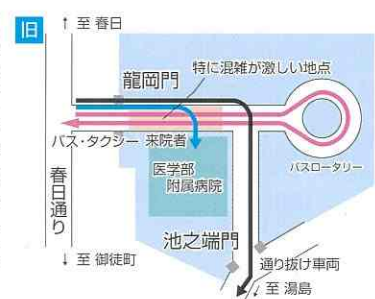 旧
↑ 至 春日
龍岡門
特に混雑が激しい地点
バス・タクシー
来院者
バスロータリー
医学部
附属病院
春日通り
池之端門
↓ 至 御徒町
通り抜け車両
↓ 至 湯島